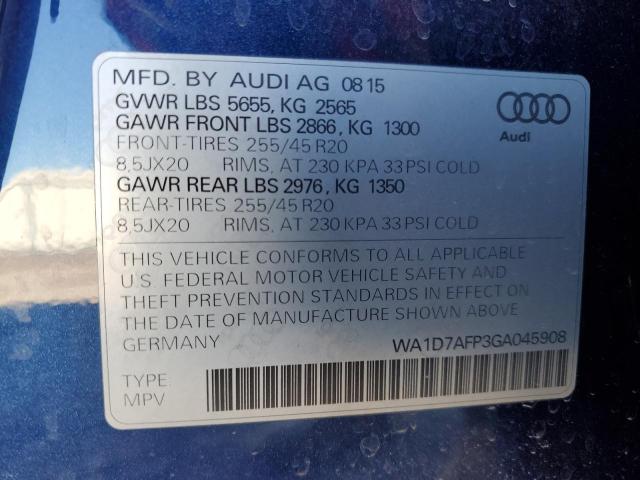 MFD. BY AUDI AG 0815
GVWR LBS 5655, KG 2565
GAWR FRONT LBS 2866, KG 1300
FRONT-TIRES 255/45 R20
8,5JX20 RIMS, AT 230 KPA 33 PSI COLD
GAWR REAR LBS 2976, KG 1350
REAR-TIRES 255/45 R20
8,5JX20 RIMS, AT 230 KPA 33 PSI COLD
Audi
THIS VEHICLE CONFORMS TO ALL APPLICABLE
U.S. FEDERAL MOTOR VEHICLE SAFETY AND
THEFT PREVENTION STANDARDS IN EFFECT ON
THE DATE OF MANUFACTURE SHOWN ABOVE
GERMANY WA1D7AFP3GA045908
TYPE:
MPV